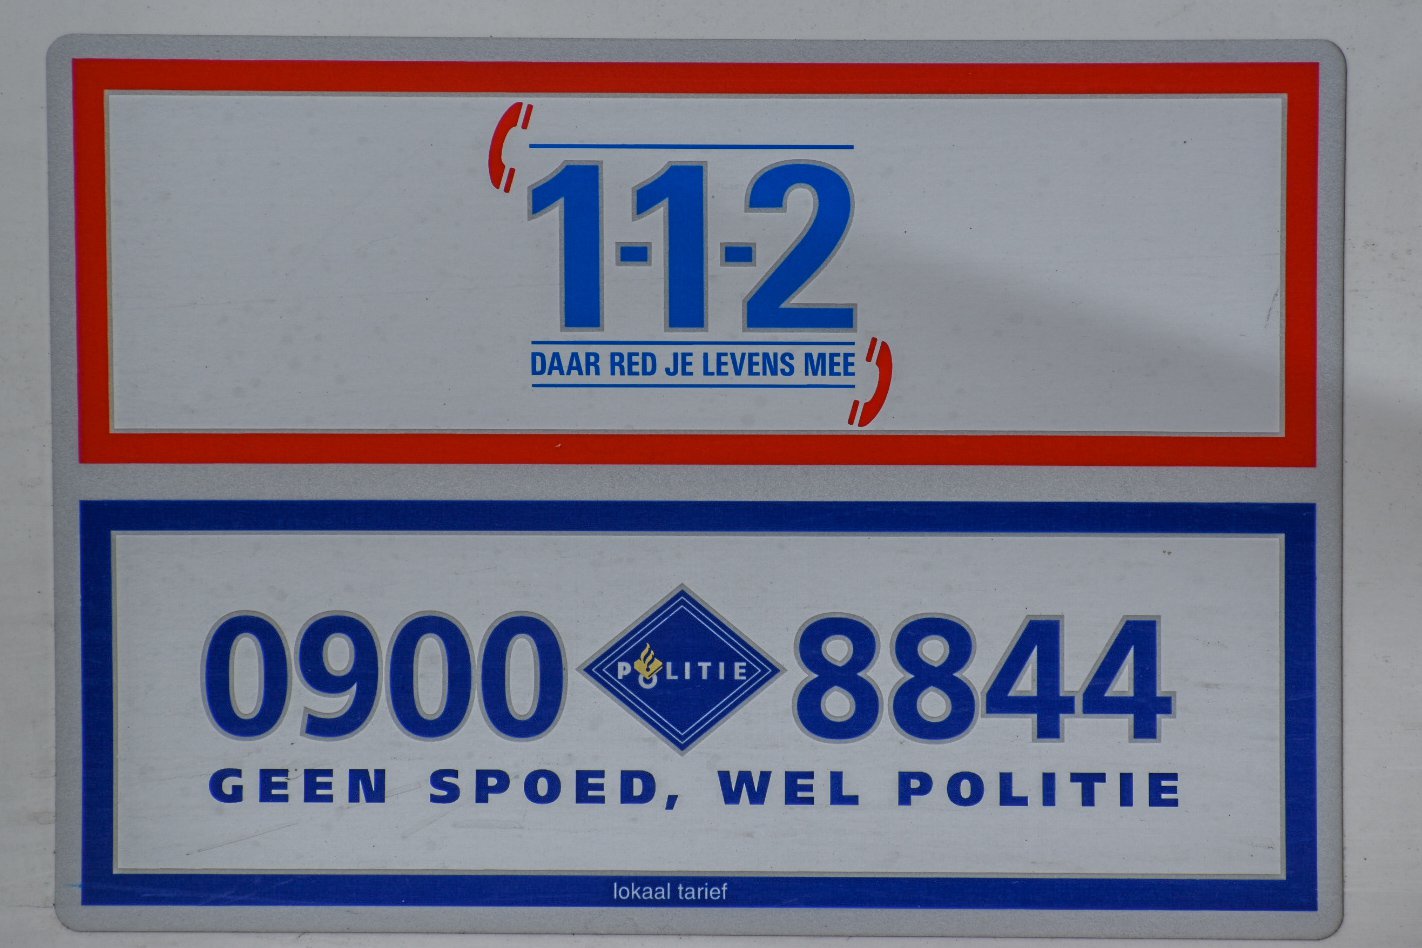 1-1-2
DAAR RED JE LEVENS MEE
0900 POLITIE 8844
GEEN SPOED, WEL POLITIE
lokaal tarief